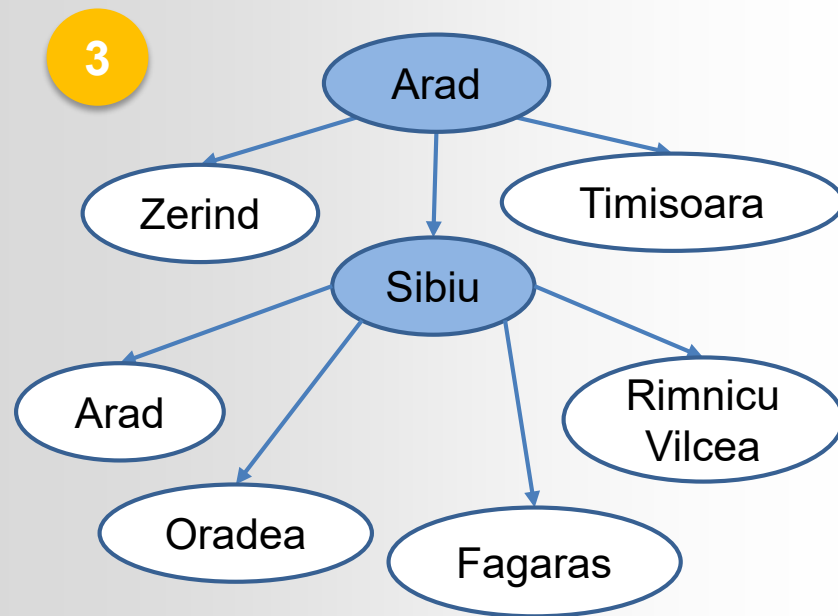 3
Arad
Zerind
Timisoara
Sibiu
Arad
Rimnicu
Vilcea
Oradea
Fagaras